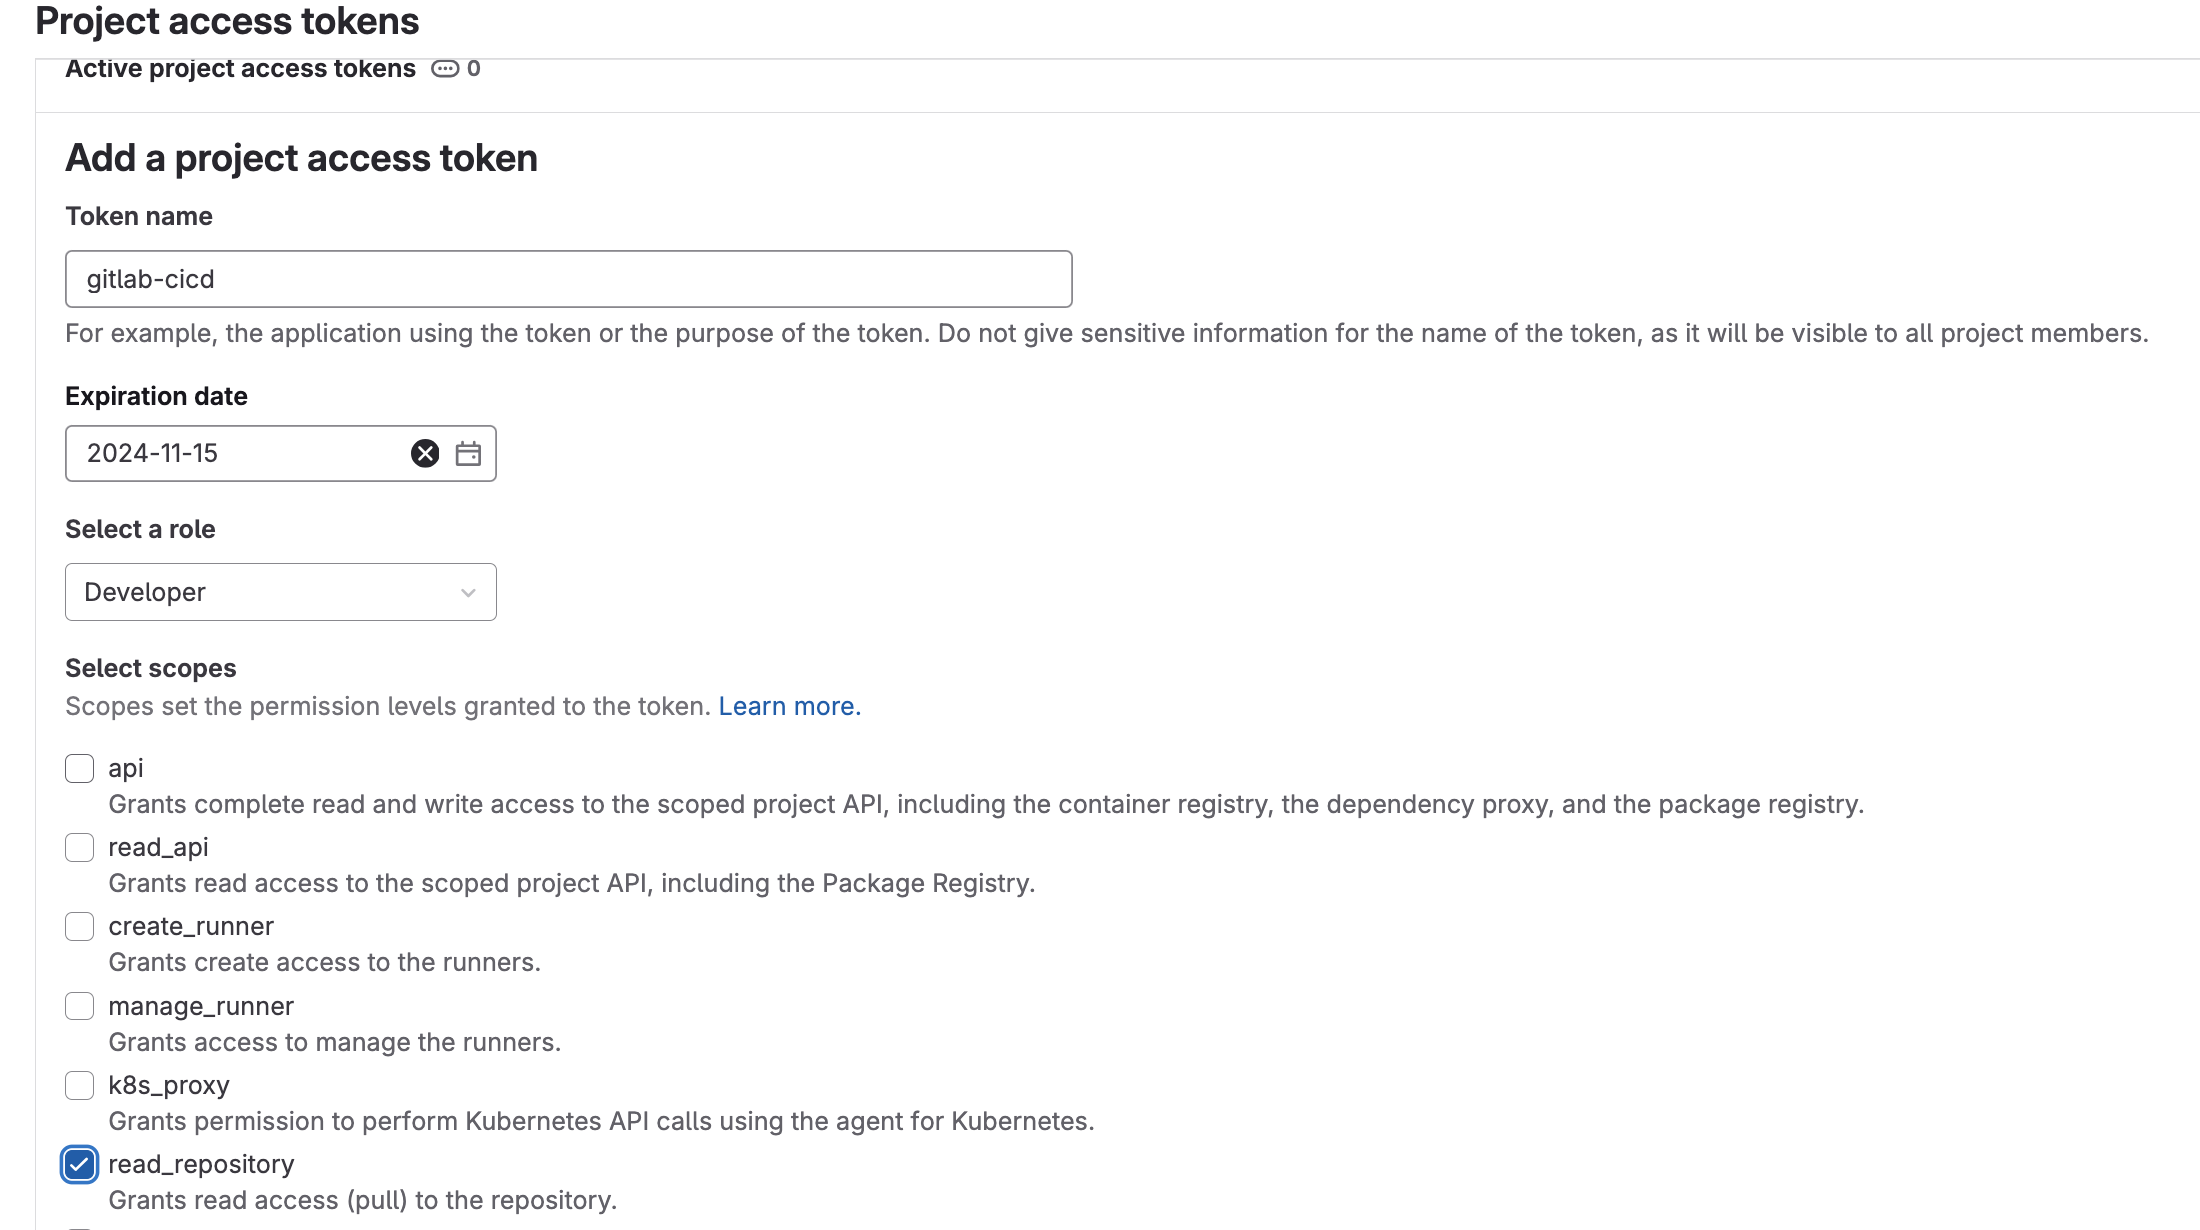 Project access tokens
Active project access tokens 0
Add a project access token
Token name
gitlab-cicd
For example, the application using the token or the purpose of the token. Do not give sensitive information for the name of the token, as it will be visible to all project members.
Expiration date
2024-11-15
Select a role
Developer
Select scopes
Scopes set the permission levels granted to the token. Learn more.
api
Grants complete read and write access to the scoped project API, including the container registry, the dependency proxy, and the package registry.
read_api
Grants read access to the scoped project API, including the Package Registry.
create_runner
Grants create access to the runners.
manage_runner
Grants access to manage the runners.
k8s_proxy
Grants permission to perform Kubernetes API calls using the agent for Kubernetes.
read_repository
Grants read access (pull) to the repository.